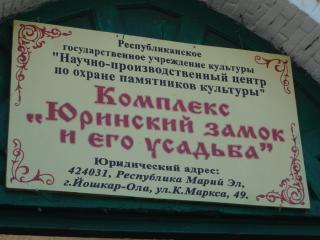 Республиканское
государственное учреждение культуры
"Научно-производственный центр
по охране памятников культуры"
Комплекс
„Юринский замок
и его усадьба”
Юридический адрес:
424031, Республика Марий Эл,
г.Йошкар-Ола, ул.К.Маркса, 49.